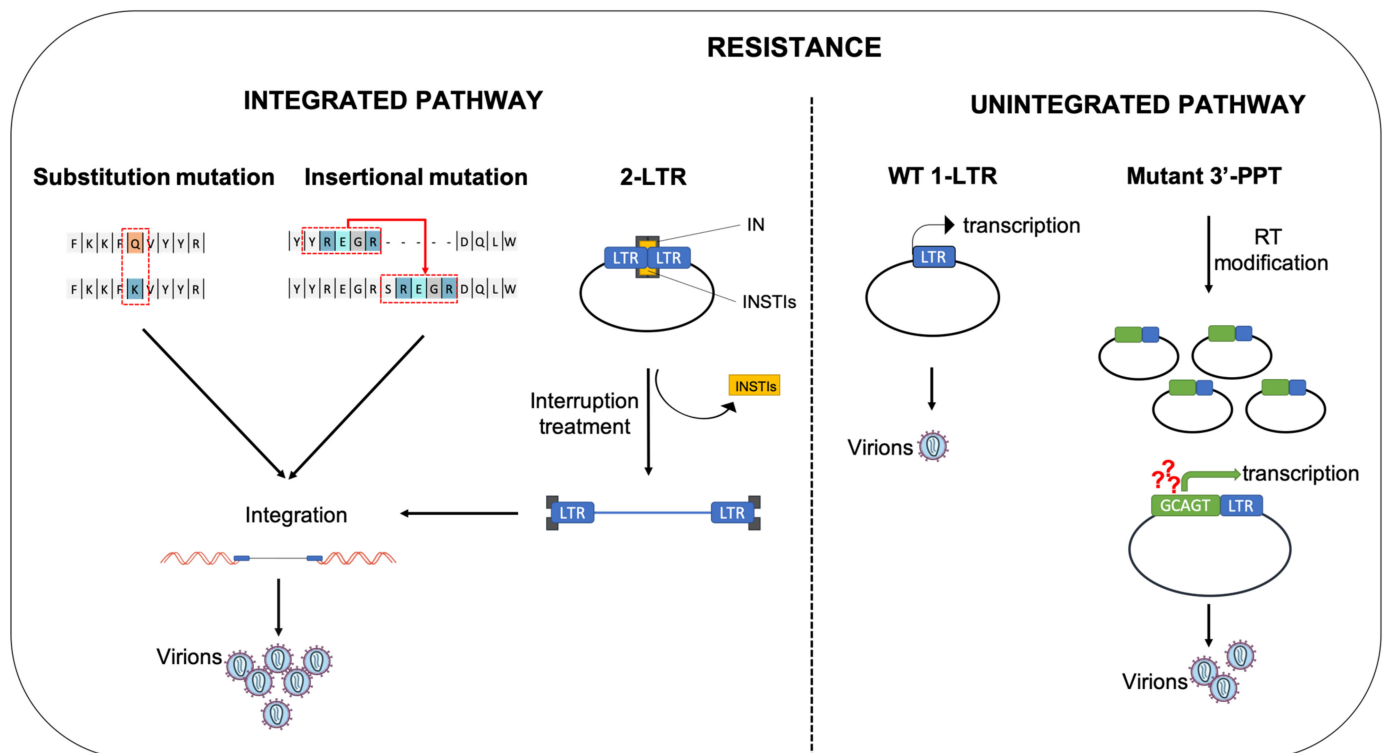 RESISTANCE
INTEGRATED PATHWAY
Substitution mutation
F K K F Q V Y Y R
F K K F K V Y Y R
Insertional mutation
Y Y R E G R - - - - - D Q L W
Y Y R E G R S R E G R D Q L W
2-LTR
IN
LTR LTR
INSTIs
Interruption
treatment
INSTIs
LTR LTR
Integration
Virions
UNINTEGRATED PATHWAY
WT 1-LTR
transcription
LTR
Virions
Mutant 3’-PPT
RT
modification
???
transcription
GCAGT LTR
Virions